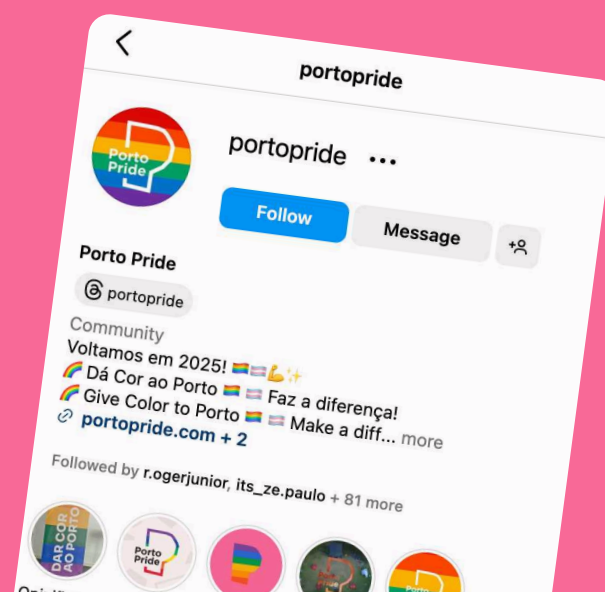 portopride
Porto
Pride
portopride
Follow
Message
Porto Pride
portopride
Community
Voltamos em 2025! 🏳️‍🌈🏳️‍⚧️💪✨
🌈 Dá Cor ao Porto 🏳️‍🌈 🏳️‍⚧️ Faz a diferença!
🌈 Give Color to Porto 🏳️‍🌈 🏳️‍⚧️ Make a diff... more
portopride.com + 2
Followed by r.ogerjunior, its_ze.paulo + 81 more
DAR COR
AO PORTO
Porto
Pride